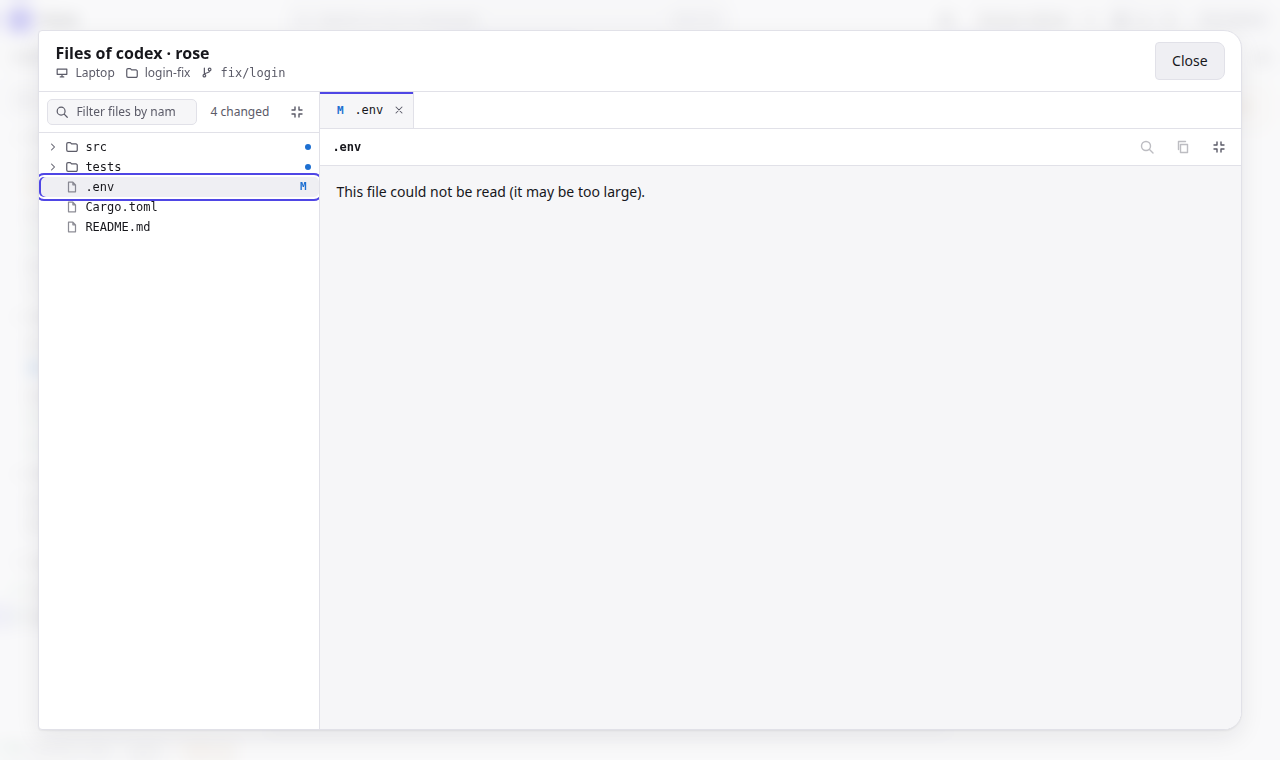 Files of codex · rose
Laptop login-fix fix/login
Close
Filter files by nam
4 changed
M .env
src
tests
.env M
Cargo.toml
README.md
.env
This file could not be read (it may be too large).